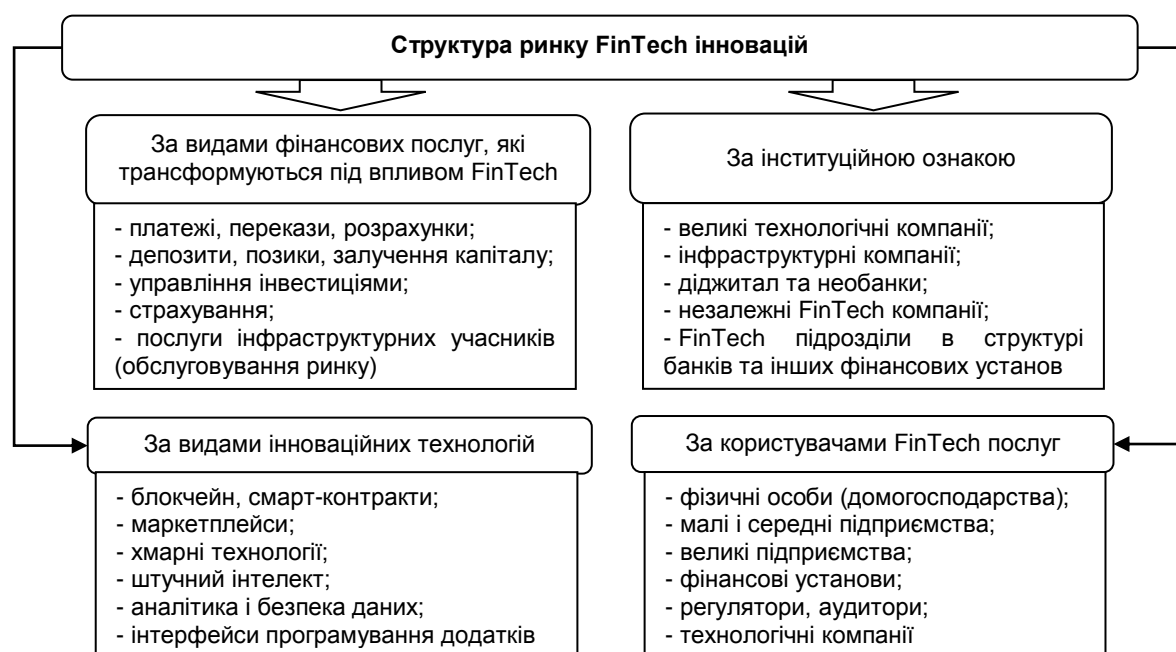 Структура ринку FinTech інновацій
За видами фінансових послуг, які
трансформуються під впливом FinTech
- платежі, перекази, розрахунки;
- депозити, позики, залучення капіталу;
- управління інвестиціями;
- страхування;
- послуги інфраструктурних учасників
(обслуговування ринку)
За інституційною ознакою
- великі технологічні компанії;
- інфраструктурні компанії;
- діджитал та необанки;
- незалежні FinTech компанії;
- FinTech підрозділи в структурі
банків та інших фінансових установ
За видами інноваційних технологій
- блокчейн, смарт-контракти;
- маркетплейси;
- хмарні технології;
- штучний інтелект;
- аналітика і безпека даних;
- інтерфейси програмування додатків
За користувачами FinTech послуг
- фізичні особи (домогосподарства);
- малі і середні підприємства;
- великі підприємства;
- фінансові установи;
- регулятори, аудитори;
- технологічні компанії